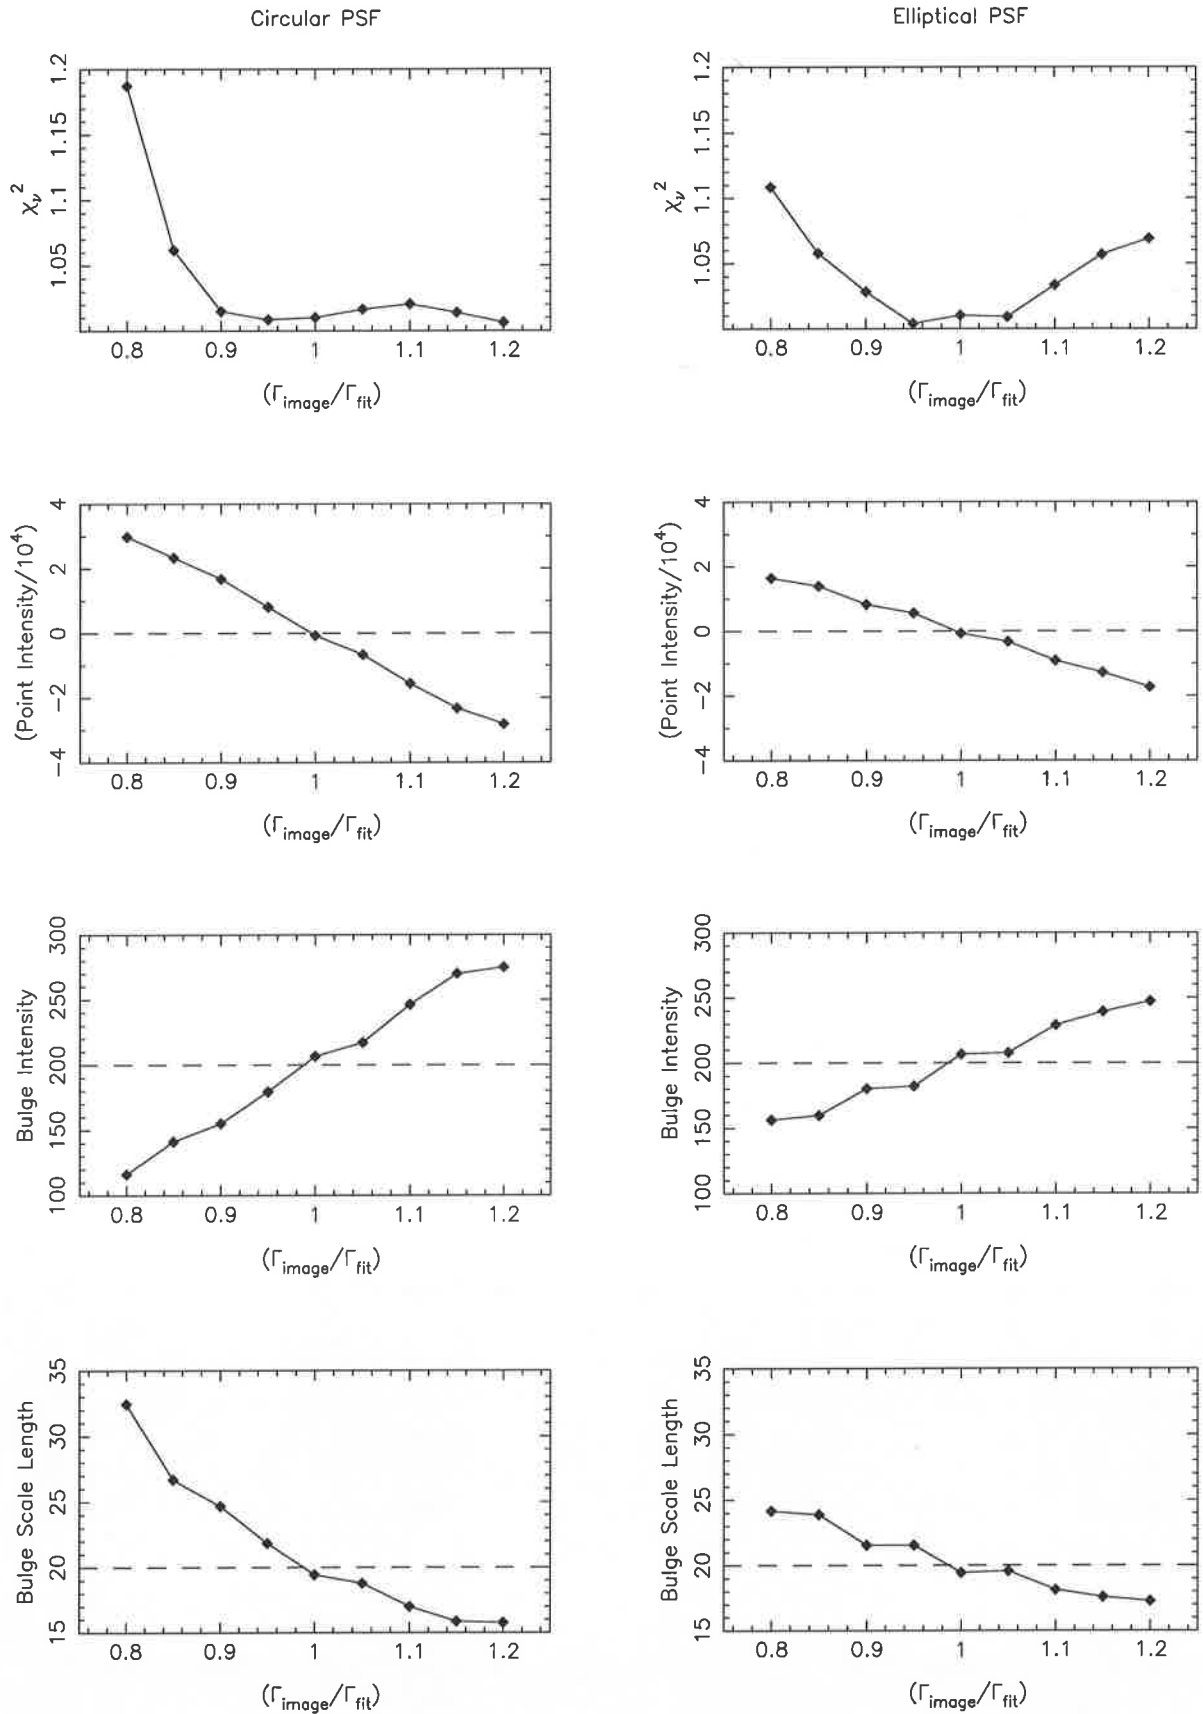 Circular PSF
Elliptical PSF
χν²
1.05 1.1 1.15 1.2
0.8 0.9 1 1.1 1.2
(Γimage/Γfit)
χν²
1.05 1.1 1.15 1.2
0.8 0.9 1 1.1 1.2
(Γimage/Γfit)
(Point Intensity/10⁴)
−4 −2 0 2 4
0.8 0.9 1 1.1 1.2
(Γimage/Γfit)
(Point Intensity/10⁴)
−4 −2 0 2 4
0.8 0.9 1 1.1 1.2
(Γimage/Γfit)
Bulge Intensity
100 150 200 250 300
0.8 0.9 1 1.1 1.2
(Γimage/Γfit)
Bulge Intensity
100 150 200 250 300
0.8 0.9 1 1.1 1.2
(Γimage/Γfit)
Bulge Scale Length
15 20 25 30 35
0.8 0.9 1 1.1 1.2
(Γimage/Γfit)
Bulge Scale Length
15 20 25 30 35
0.8 0.9 1 1.1 1.2
(Γimage/Γfit)